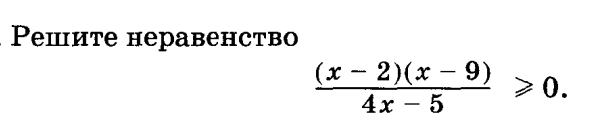 . Решите неравенство
(x − 2)(x − 9)
4x − 5
⩾ 0.